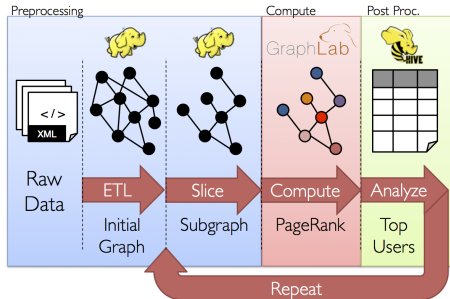 Preprocessing
Compute
Post Proc.
GraphLab
HIVE
</>
XML
Raw
Data
ETL
Slice
Compute
Analyze
Initial
Graph
Subgraph
PageRank
Top
Users
Repeat